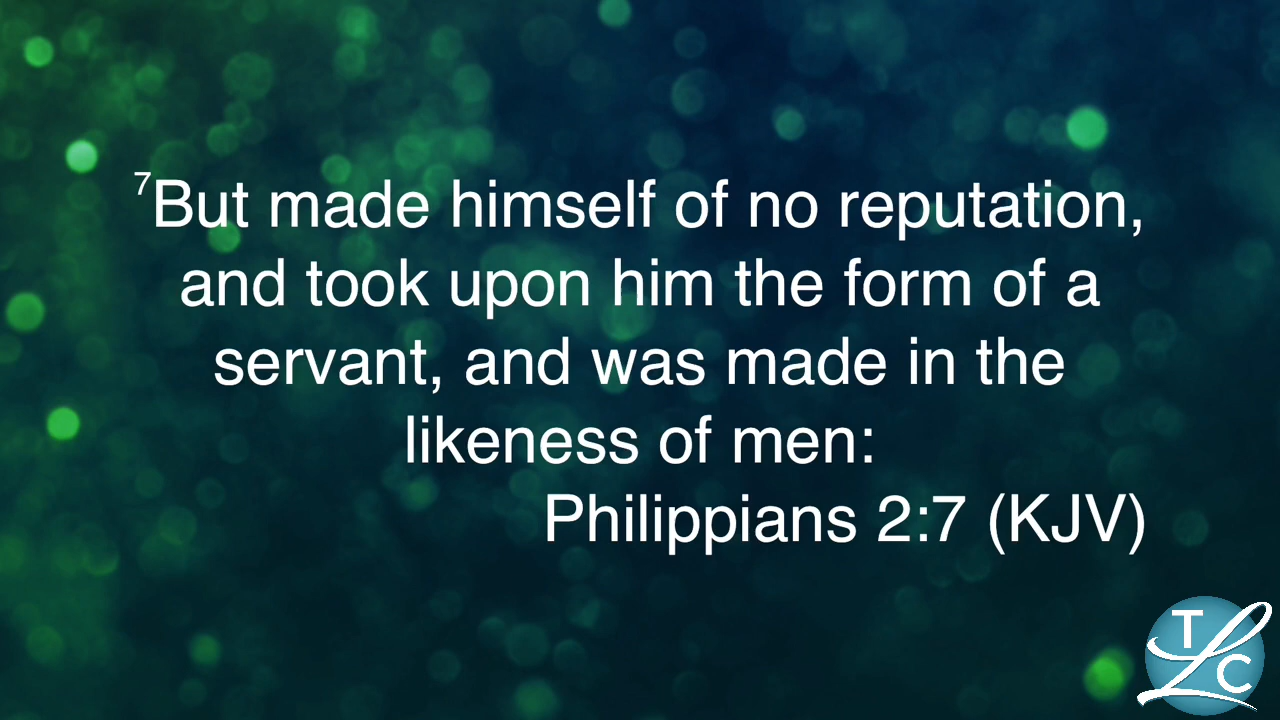 ⁷But made himself of no reputation,
and took upon him the form of a
servant, and was made in the
likeness of men:
Philippians 2:7 (KJV)
TLC